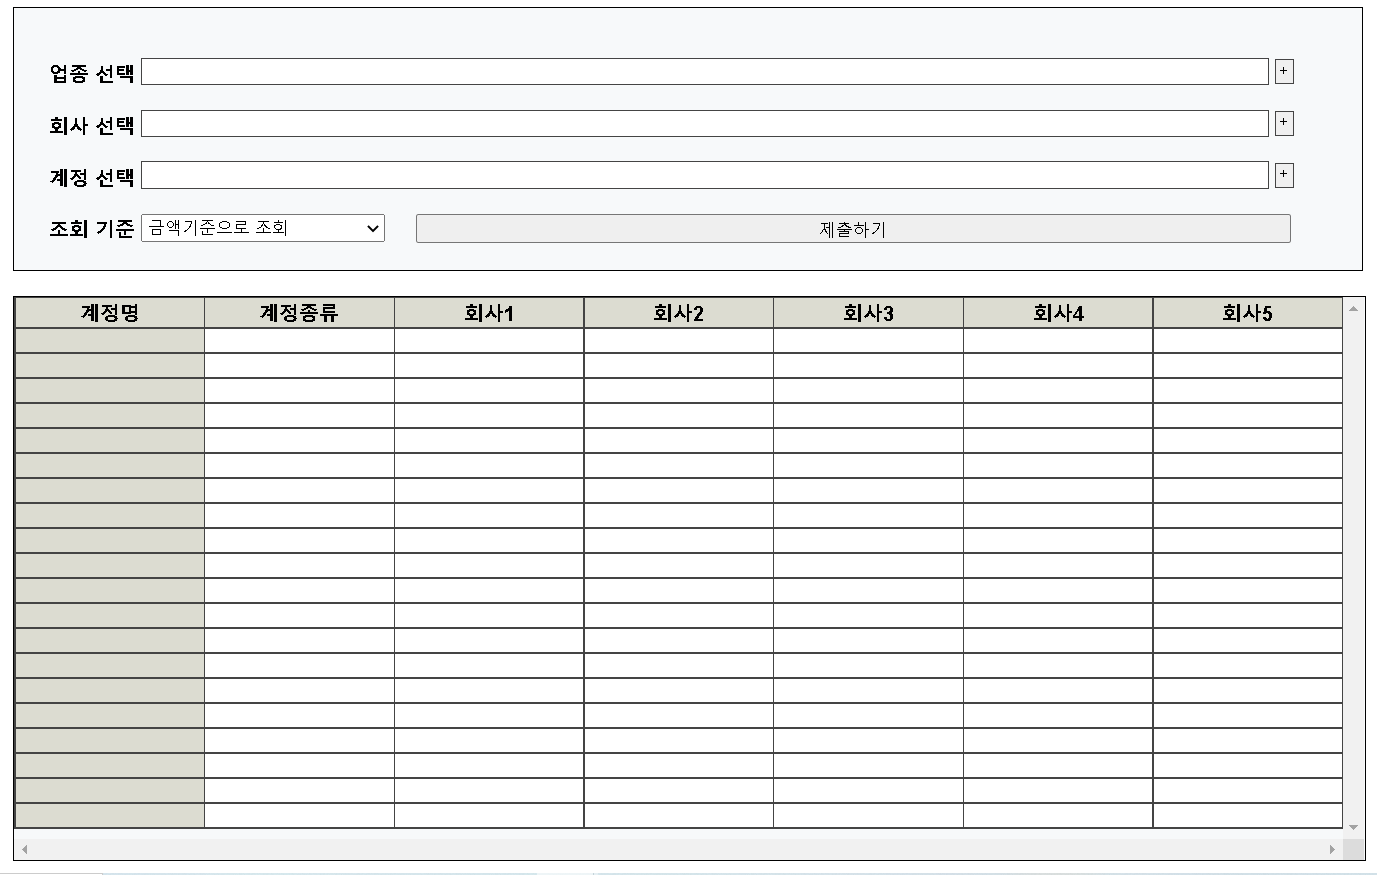 업종 선택 +
회사 선택 +
계정 선택 +
조회 기준 금액기준으로 조회 제출하기
계정명 계정종류 회사1 회사2 회사3 회사4 회사5